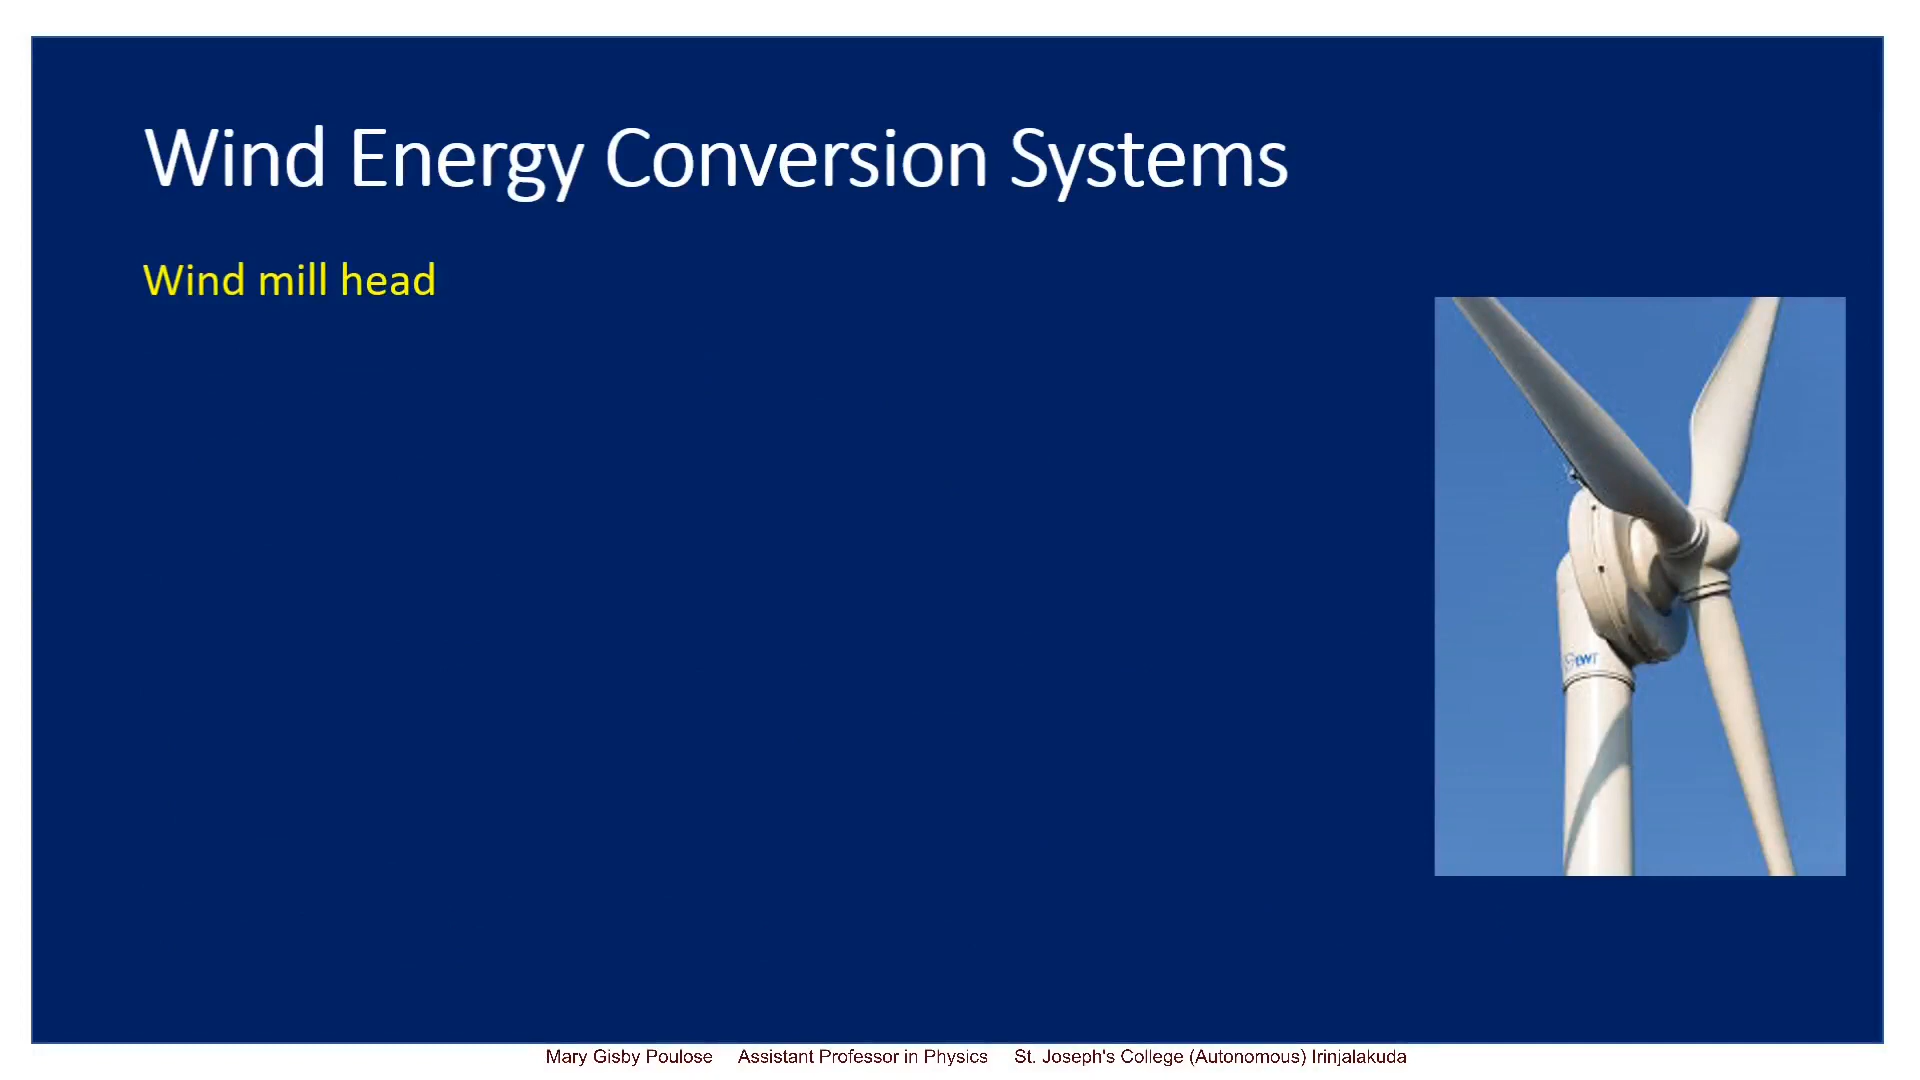 Wind Energy Conversion Systems
Wind mill head
EWT
Mary Gisby Poulose Assistant Professor in Physics St. Joseph's College (Autonomous) Irinjalakuda